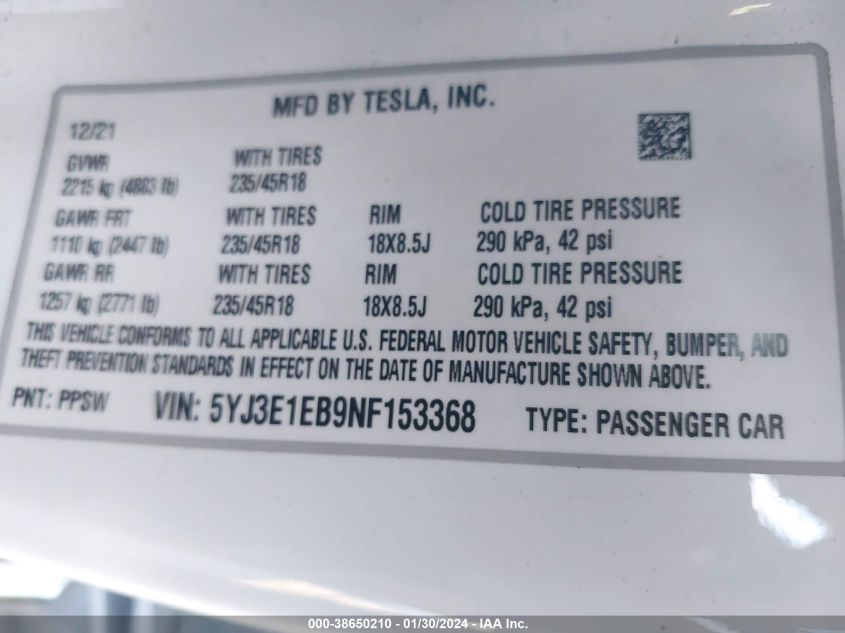 MFD BY TESLA, INC.
12/21
GVWR WITH TIRES
2215 kg (4883 lb) 235/45R18
GAWR FRT WITH TIRES RIM COLD TIRE PRESSURE
1110 kg (2447 lb) 235/45R18 18X8.5J 290 kPa, 42 psi
GAWR RR WITH TIRES RIM COLD TIRE PRESSURE
1257 kg (2771 lb) 235/45R18 18X8.5J 290 kPa, 42 psi
THIS VEHICLE CONFORMS TO ALL APPLICABLE U.S. FEDERAL MOTOR VEHICLE SAFETY, BUMPER, AND
THEFT PREVENTION STANDARDS IN EFFECT ON THE DATE OF MANUFACTURE SHOWN ABOVE.
PNT: PPSW VIN: 5YJ3E1EB9NF153368 TYPE: PASSENGER CAR
000-38650210 - 01/30/2024 - IAA Inc.